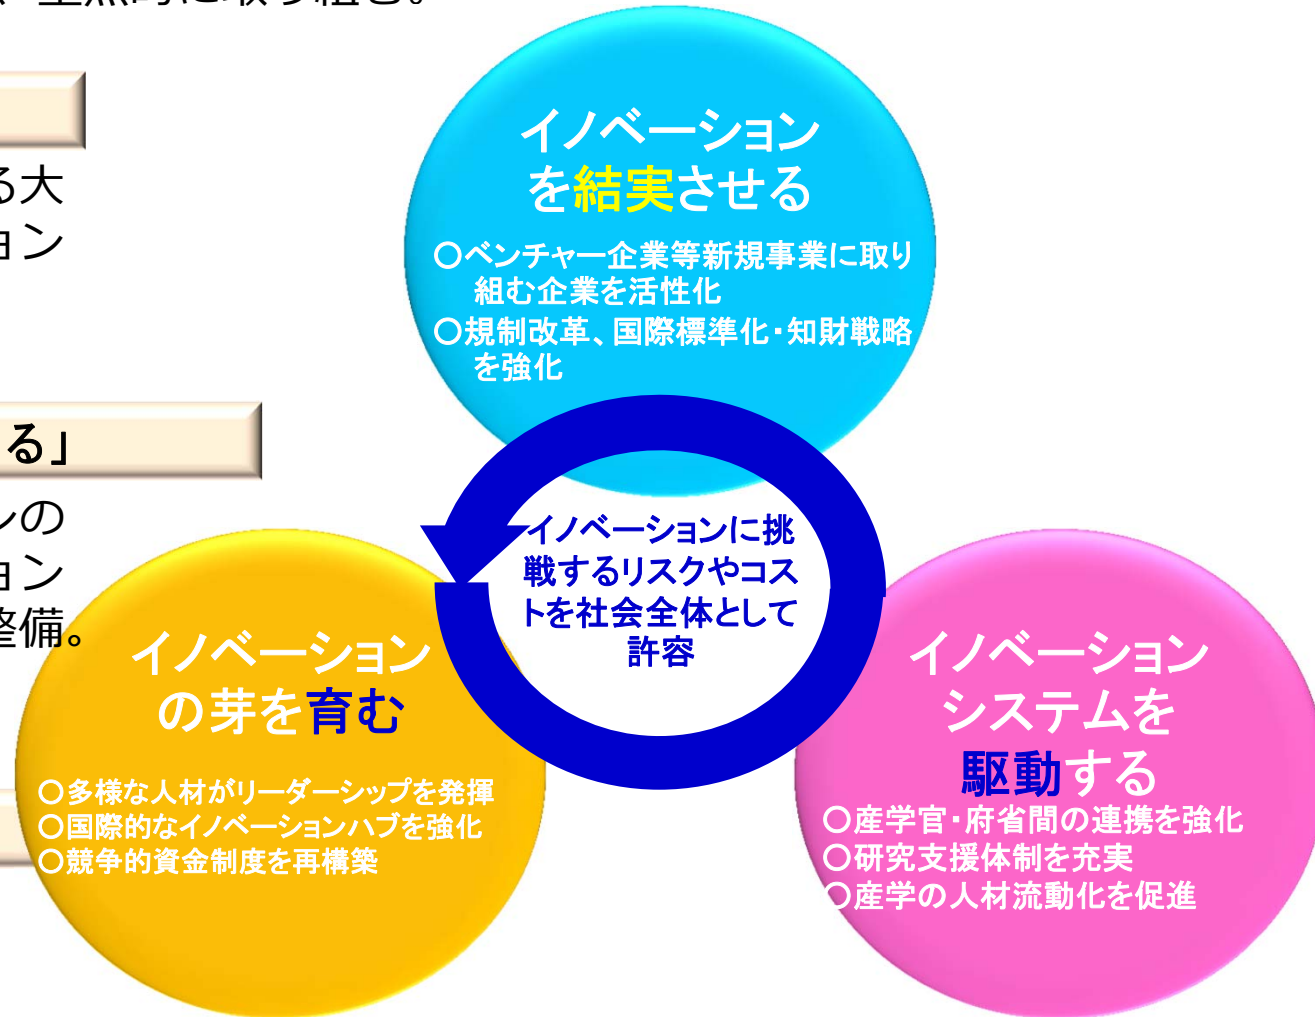 重点的に取り組む。
る大
ョン
る」
ンの
ョン
整備。
イノベーション
を結実させる
○ベンチャー企業等新規事業に取り
組む企業を活性化
○規制改革、国際標準化・知財戦略
を強化
イノベーションに挑
戦するリスクやコス
トを社会全体として
許容
イノベーション
の芽を育む
○多様な人材がリーダーシップを発揮
○国際的なイノベーションハブを強化
○競争的資金制度を再構築
イノベーション
システムを
駆動する
○産学官・府省間の連携を強化
○研究支援体制を充実
○産学の人材流動化を促進